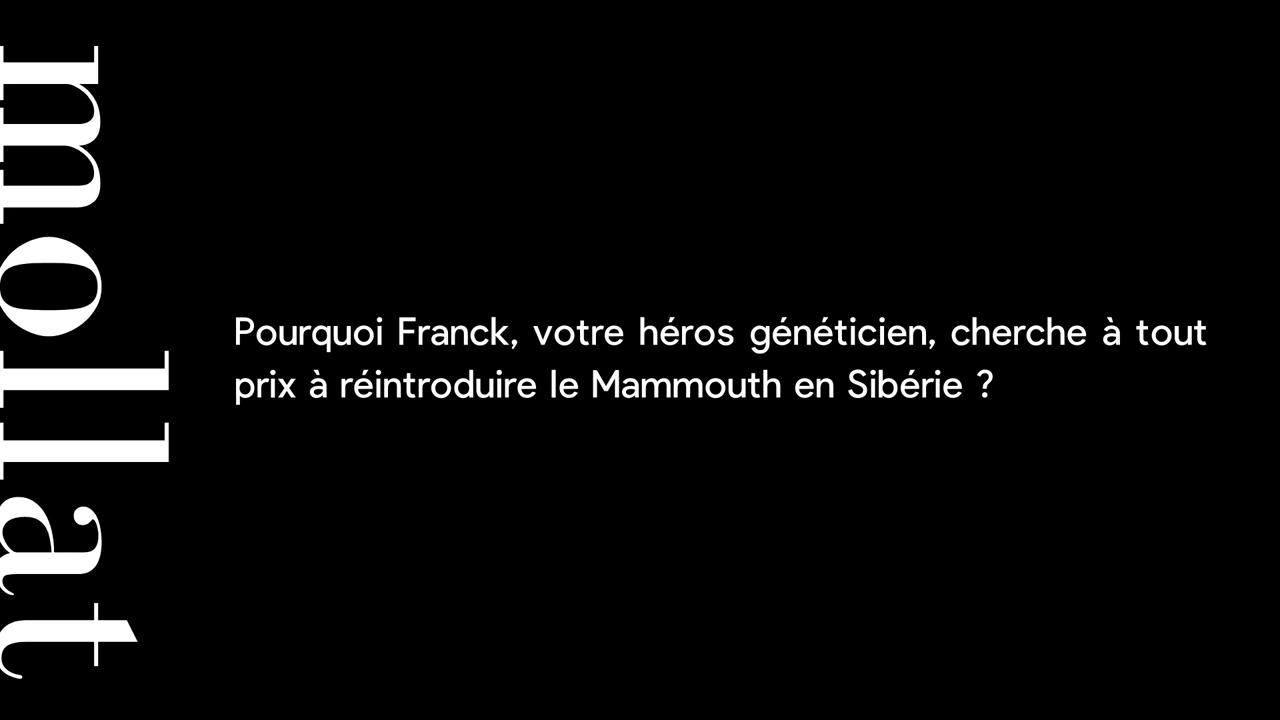 mollat
Pourquoi Franck, votre héros généticien, cherche à tout
prix à réintroduire le Mammouth en Sibérie ?